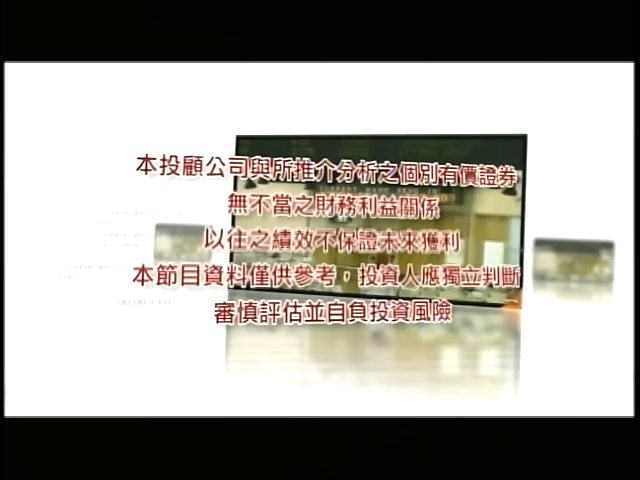 本投顧公司與所推介分析之個別有價證券
無不當之財務利益關係
以往之績效不保證未來獲利
本節目資料僅供參考，投資人應獨立判斷
審慎評估並自負投資風險